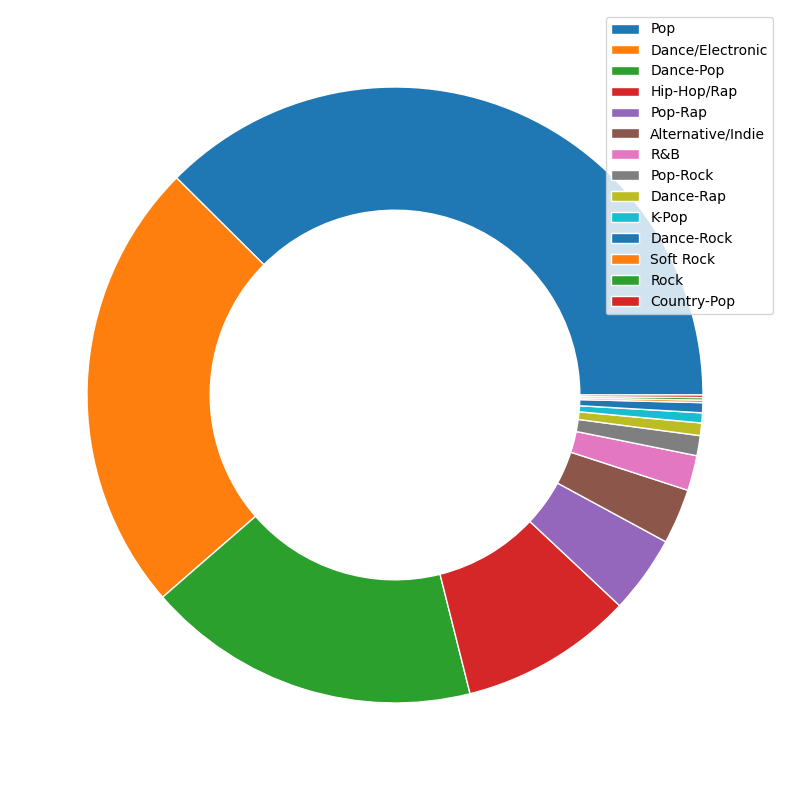 Pop
Dance/Electronic
Dance-Pop
Hip-Hop/Rap
Pop-Rap
Alternative/Indie
R&B
Pop-Rock
Dance-Rap
K-Pop
Dance-Rock
Soft Rock
Rock
Country-Pop